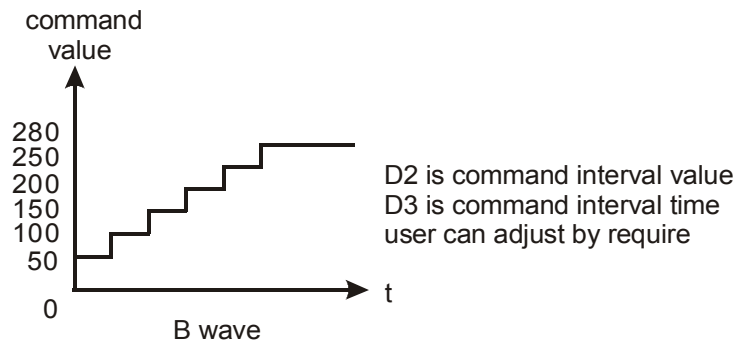 command
value
280
250
200
150
100
50
0
t
B wave
D2 is command interval value
D3 is command interval time
user can adjust by require